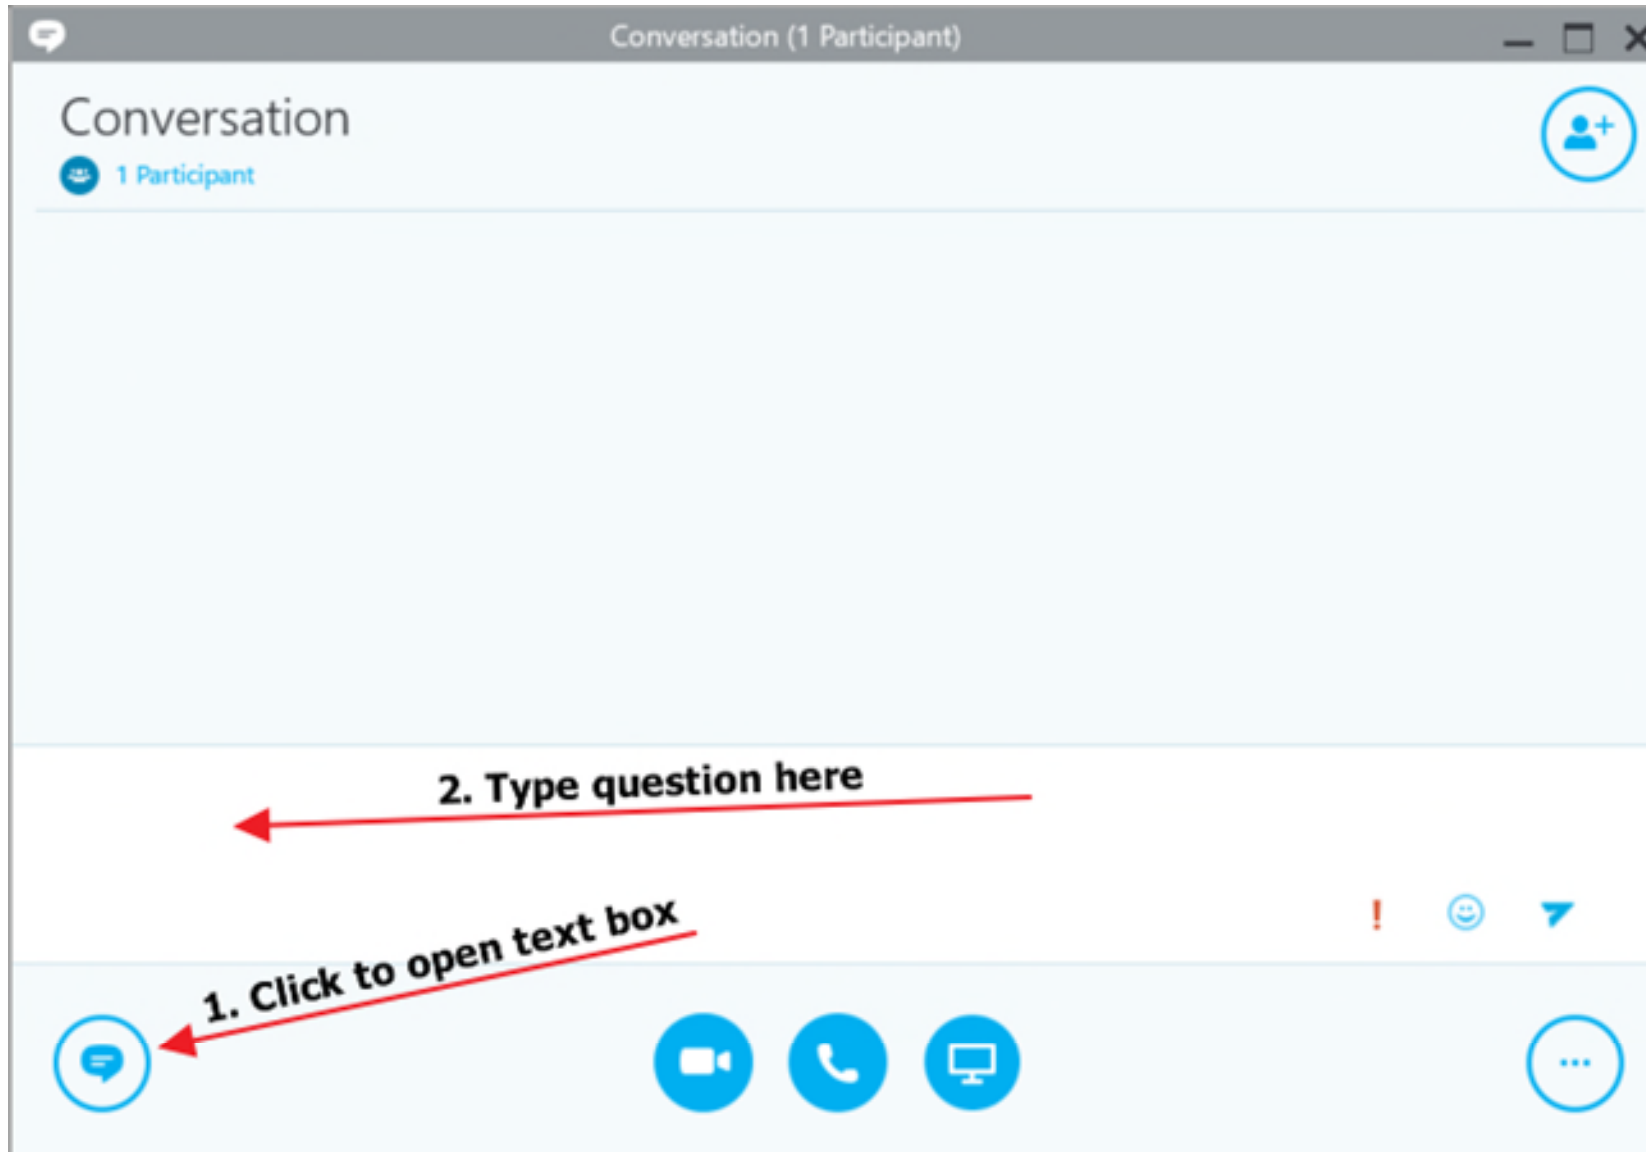 Conversation (1 Participant)
Conversation
1 Participant
2. Type question here
1. Click to open text box